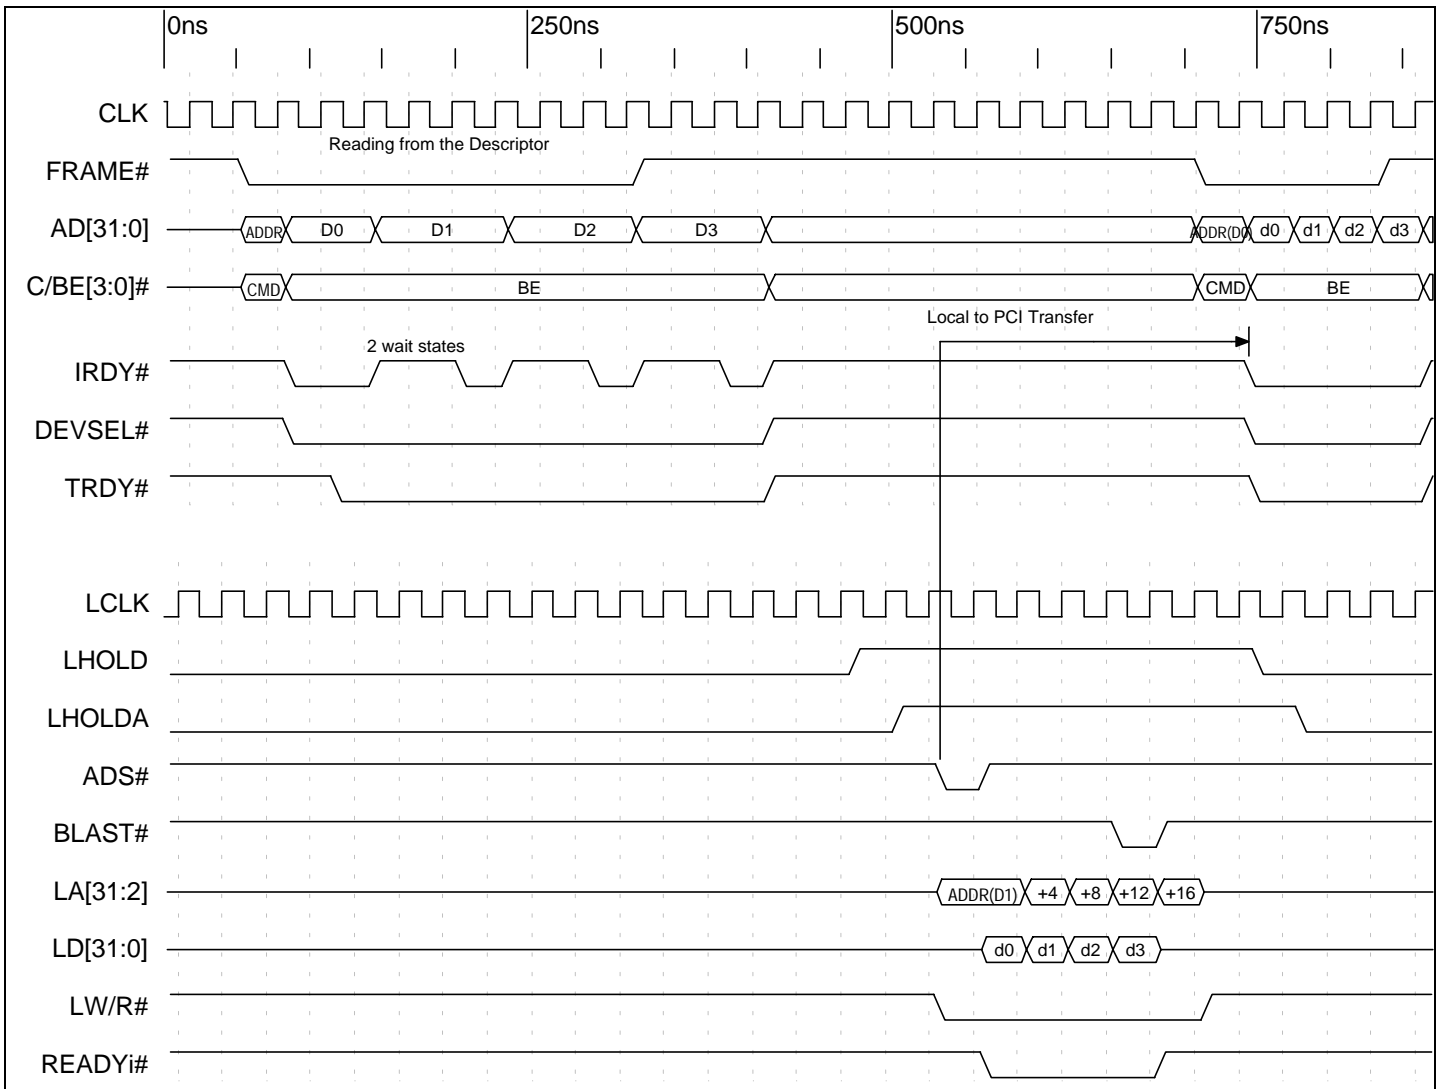 0ns 250ns 500ns 750ns
CLK
Reading from the Descriptor
FRAME#
AD[31:0] ADDR D0 D1 D2 D3 ADDR(D0) d0 d1 d2 d3
C/BE[3:0]# CMD BE CMD BE
Local to PCI Transfer
2 wait states
IRDY#
DEVSEL#
TRDY#
LCLK
LHOLD
LHOLDA
ADS#
BLAST#
LA[31:2] ADDR(D1) +4 +8 +12 +16
LD[31:0] d0 d1 d2 d3
LW/R#
READYi#